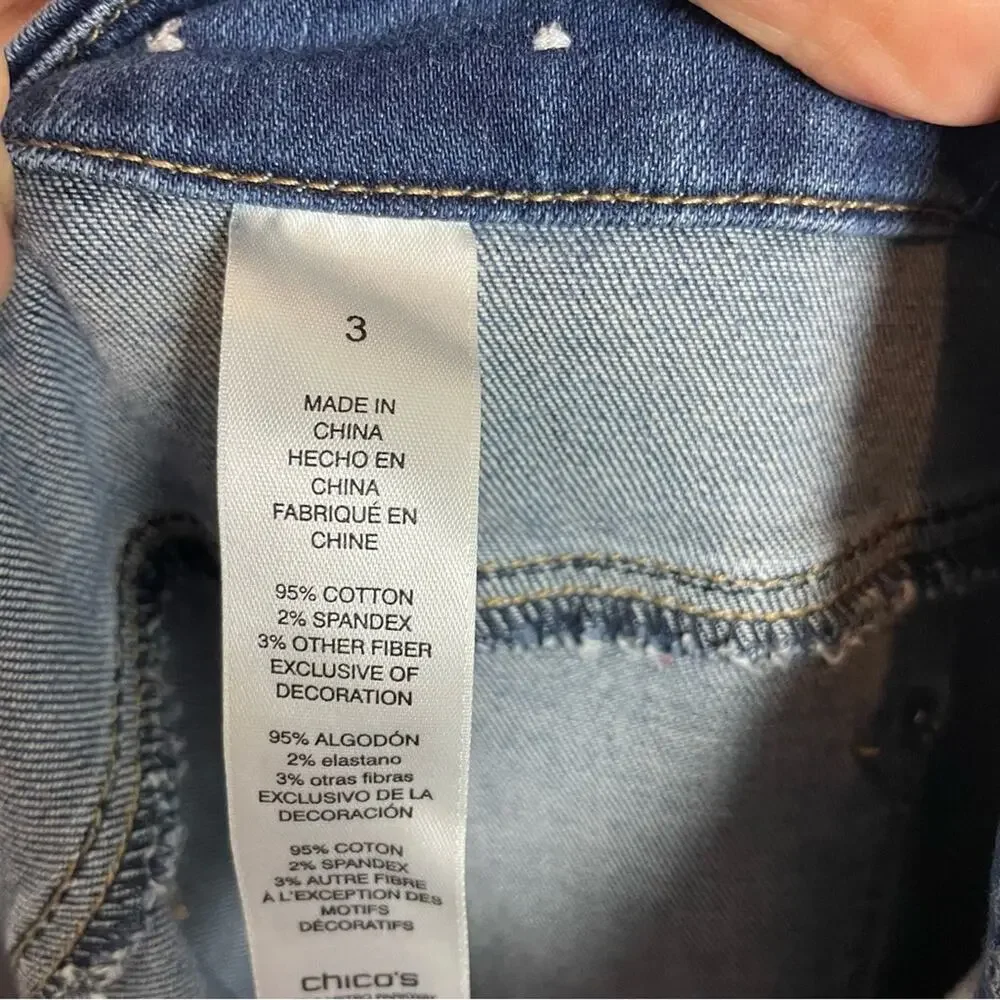 3
MADE IN
CHINA
HECHO EN
CHINA
FABRIQUÉ EN
CHINE
95% COTTON
2% SPANDEX
3% OTHER FIBER
EXCLUSIVE OF
DECORATION
95% ALGODÓN
2% elastano
3% otras fibras
EXCLUSIVO DE LA
DECORACIÓN
95% COTON
2% SPANDEX
3% AUTRE FIBRE
À L'EXCEPTION DES
MOTIFS
DÉCORATIFS
chico's